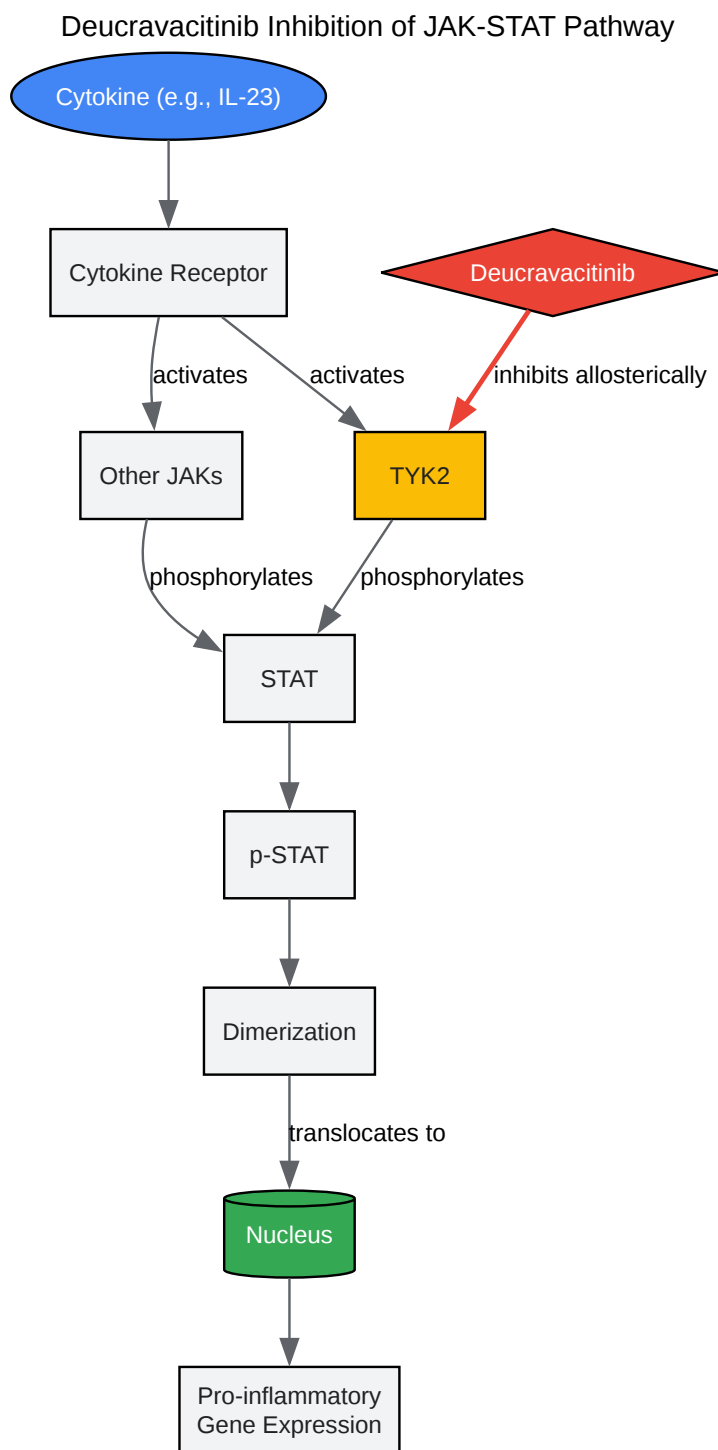 Deucravacitinib Inhibition of JAK-STAT Pathway
Cytokine (e.g., IL-23)
Cytokine Receptor
Deucravacitinib
activates
activates
inhibits allosterically
Other JAKs
TYK2
phosphorylates
phosphorylates
STAT
p-STAT
Dimerization
translocates to
Nucleus
Pro-inflammatory
Gene Expression